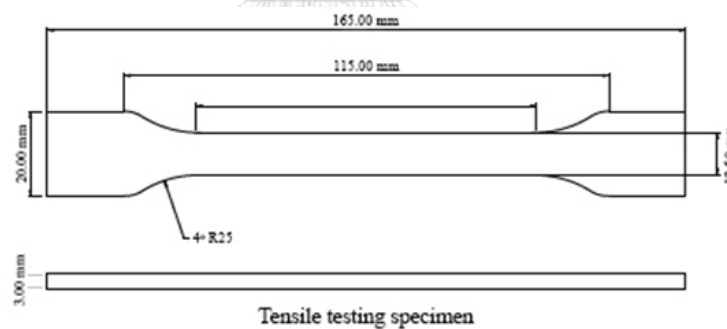 165.00 mm
115.00 mm
20.00 mm
4× R25
3.00 mm
Tensile testing specimen